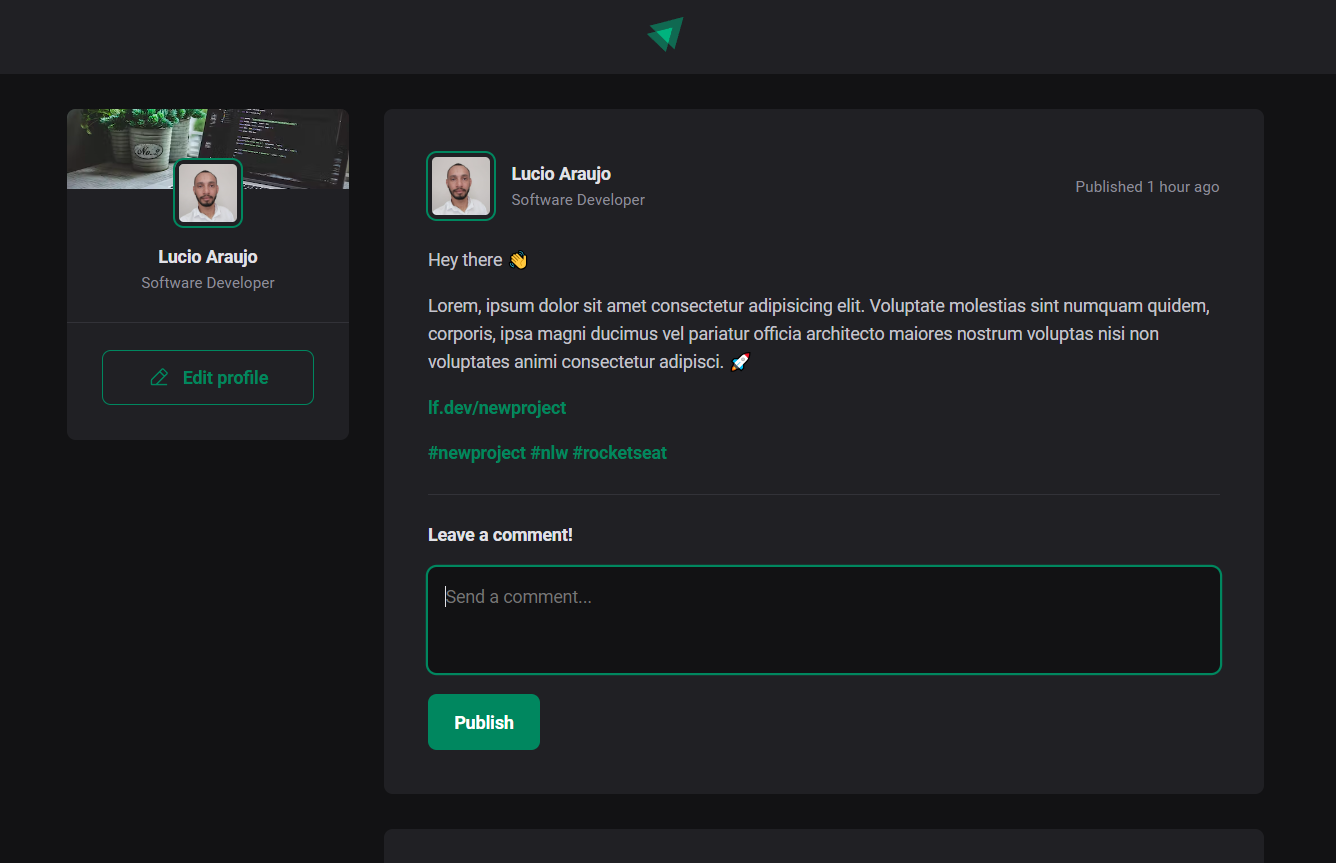 Lucio Araujo
Software Developer
Edit profile
Lucio Araujo
Software Developer
Published 1 hour ago
Hey there 👋
Lorem, ipsum dolor sit amet consectetur adipisicing elit. Voluptate molestias sint numquam quidem,
corporis, ipsa magni ducimus vel pariatur officia architecto maiores nostrum voluptas nisi non
voluptates animi consectetur adipisci. 🚀
lf.dev/newproject
#newproject #nlw #rocketseat
Leave a comment!
Send a comment...
Publish